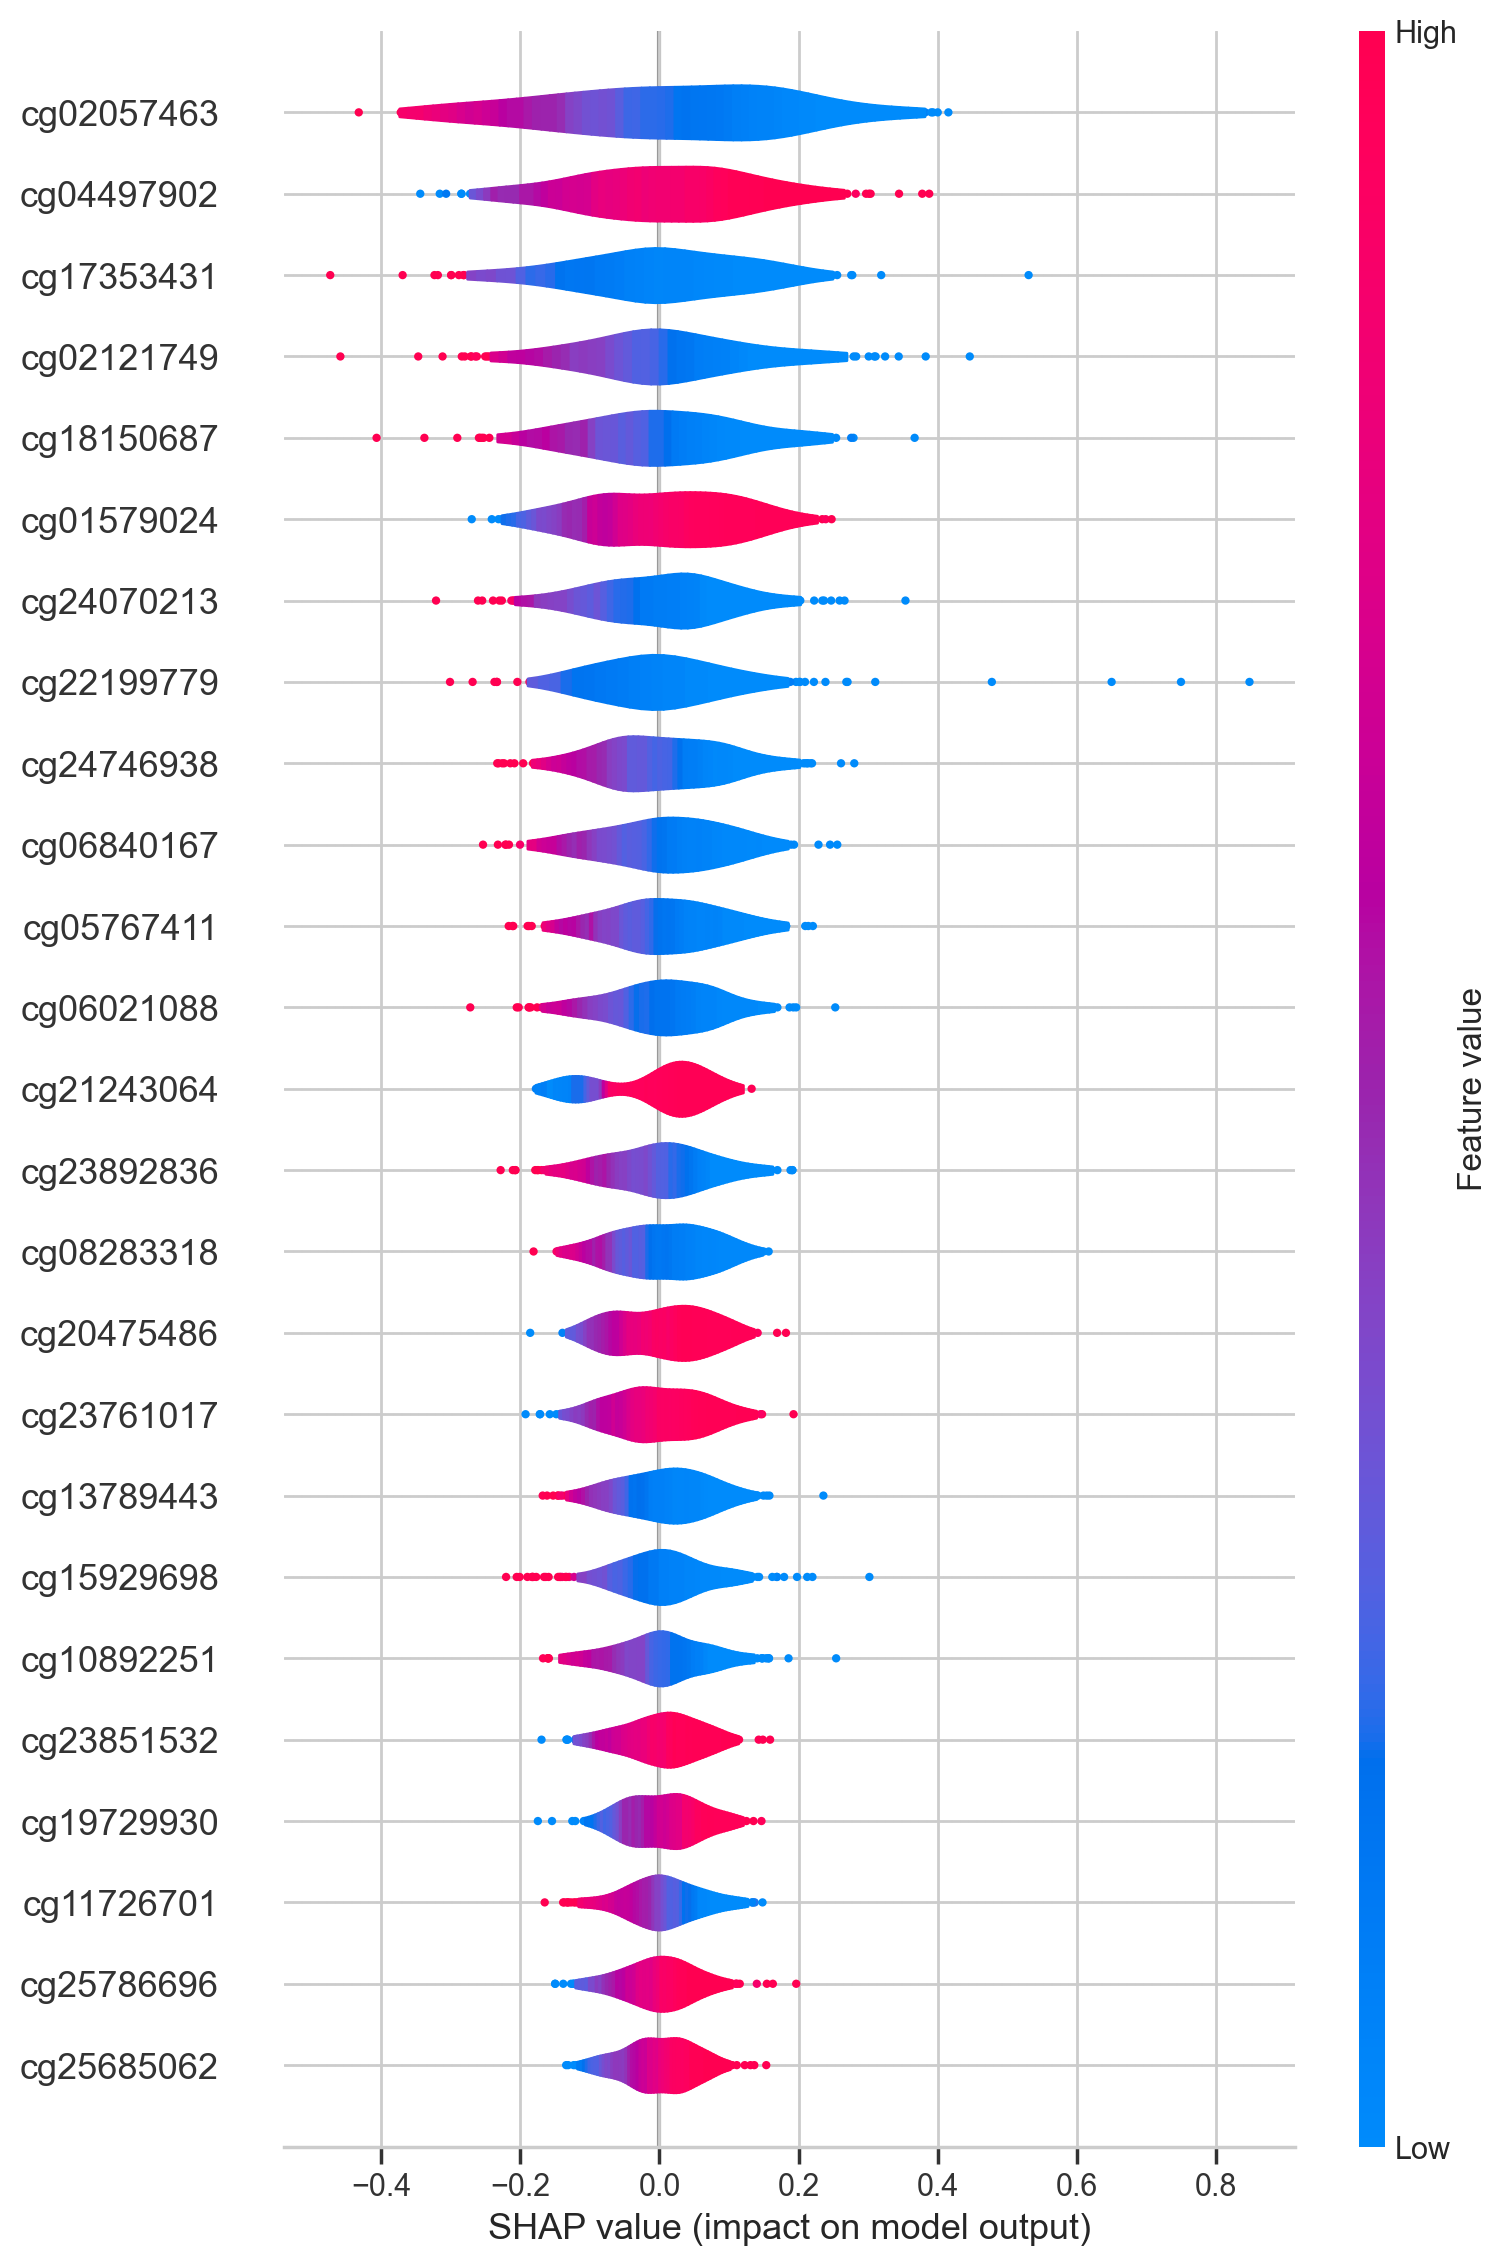 High
cg02057463
cg04497902
cg17353431
cg02121749
cg18150687
cg01579024
cg24070213
cg22199779
cg24746938
cg06840167
cg05767411
cg06021088
cg21243064
cg23892836
cg08283318
cg20475486
cg23761017
cg13789443
cg15929698
cg10892251
cg23851532
cg19729930
cg11726701
cg25786696
cg25685062
Feature value
Low
−0.4 −0.2 0.0 0.2 0.4 0.6 0.8
SHAP value (impact on model output)